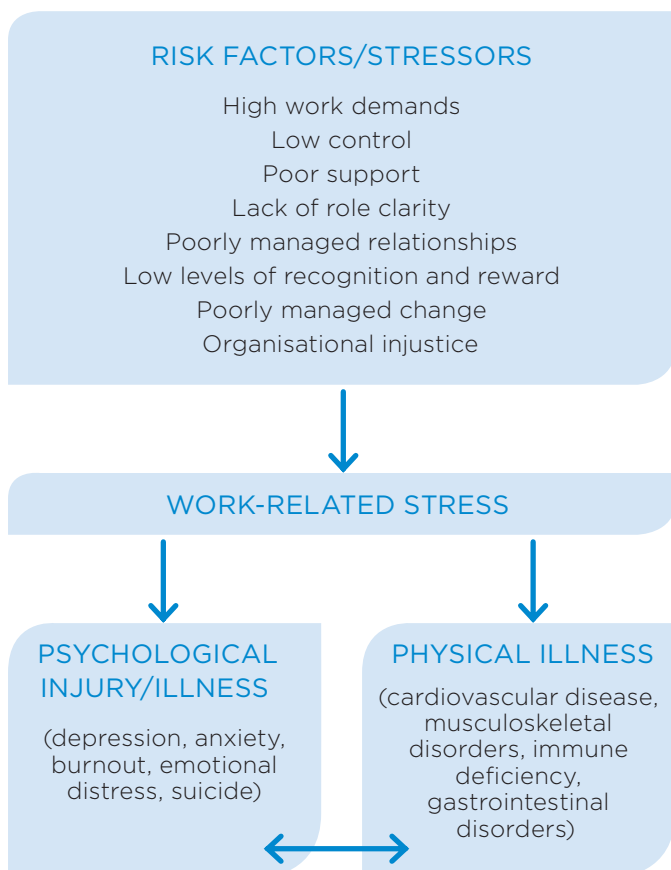 RISK FACTORS/STRESSORS
High work demands
Low control
Poor support
Lack of role clarity
Poorly managed relationships
Low levels of recognition and reward
Poorly managed change
Organisational injustice
WORK-RELATED STRESS
PSYCHOLOGICAL
INJURY/ILLNESS
(depression, anxiety,
burnout, emotional
distress, suicide)
PHYSICAL ILLNESS
(cardiovascular disease,
musculoskeletal
disorders, immune
deficiency,
gastrointestinal
disorders)